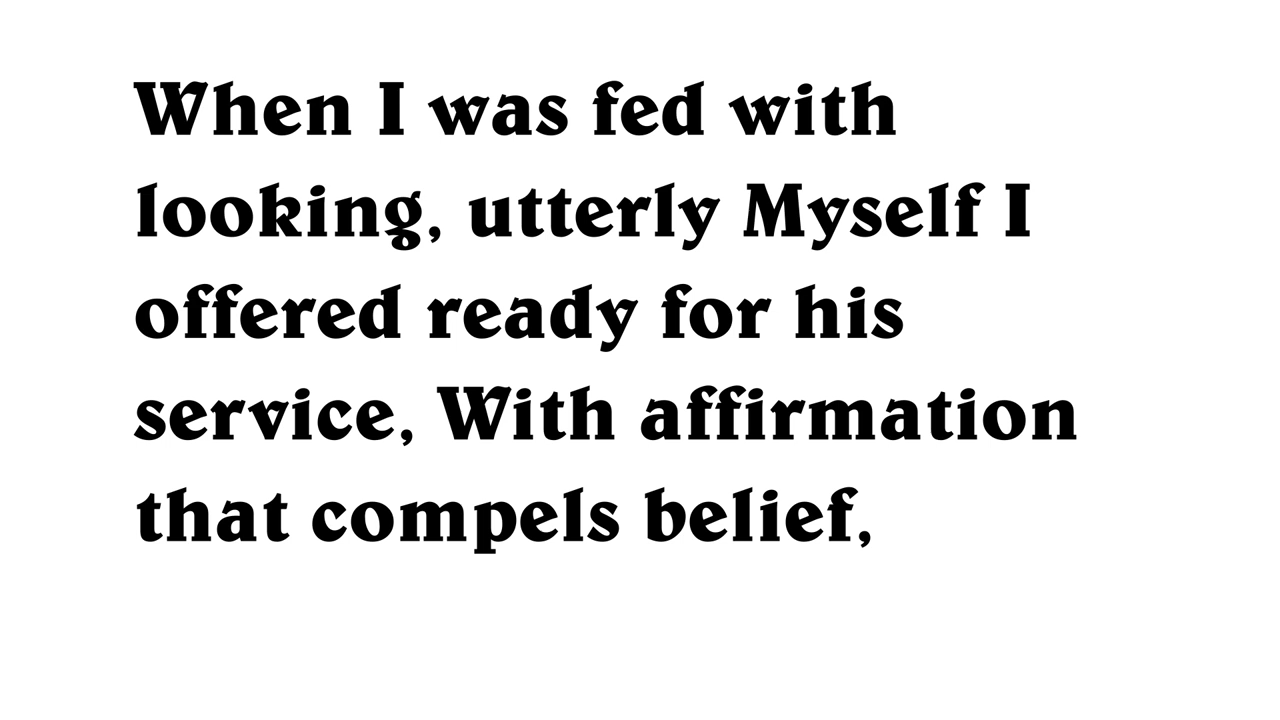 When I was fed with
looking, utterly Myself I
offered ready for his
service, With affirmation
that compels belief,